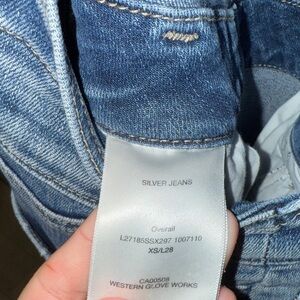 SILVER JEANS
Overall
L27185SSX297 1007110
XS/L28
CA00508
WESTERN GLOVE WORKS